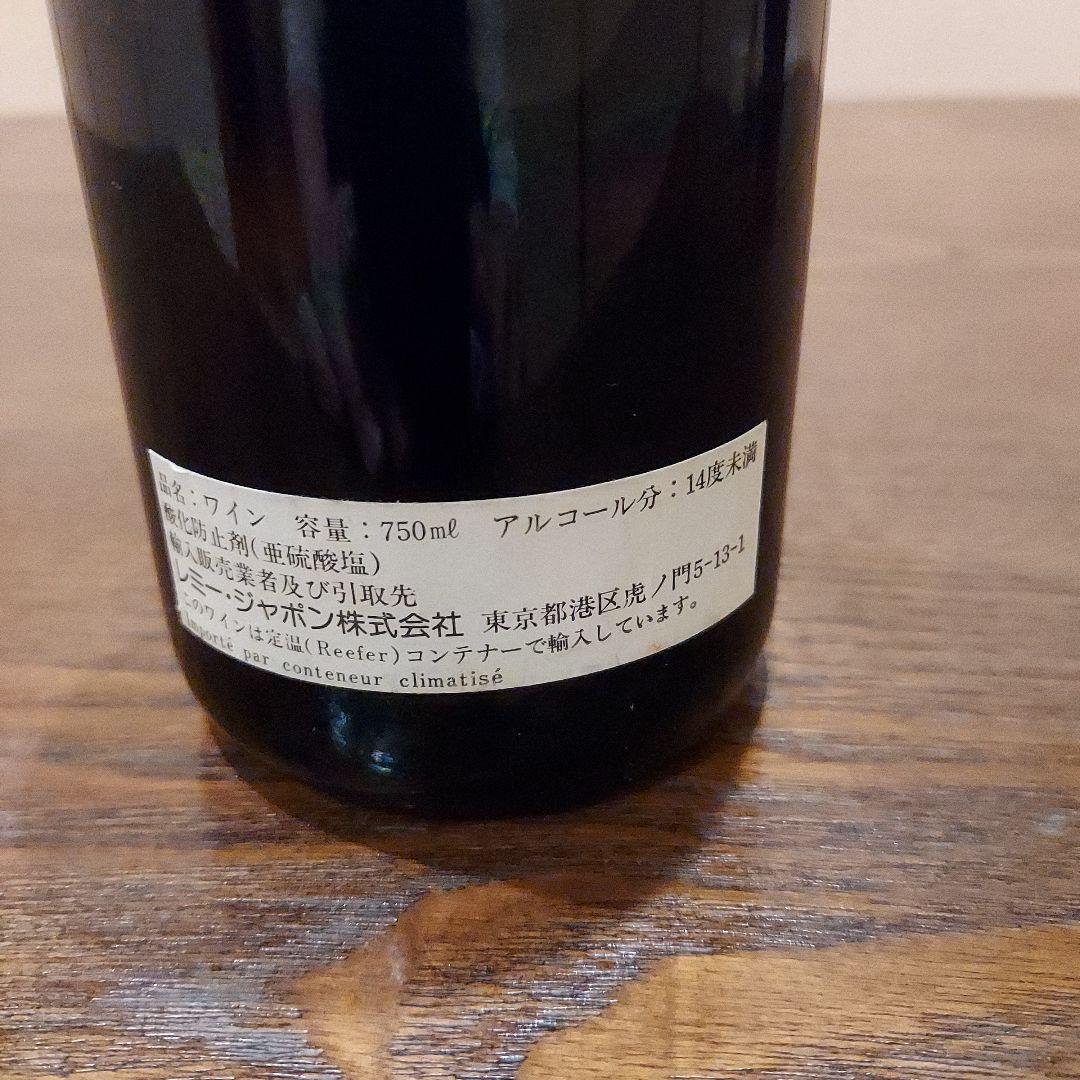 品名：ワイン 容量：750㎖ アルコール分：14度未満
酸化防止剤(亜硫酸塩)
輸入販売業者及び引取先
レミー・ジャポン株式会社 東京都港区虎ノ門5-13-1
このワインは定温(Reefer)コンテナーで輸入しています。
Importé par conteneur climatisé